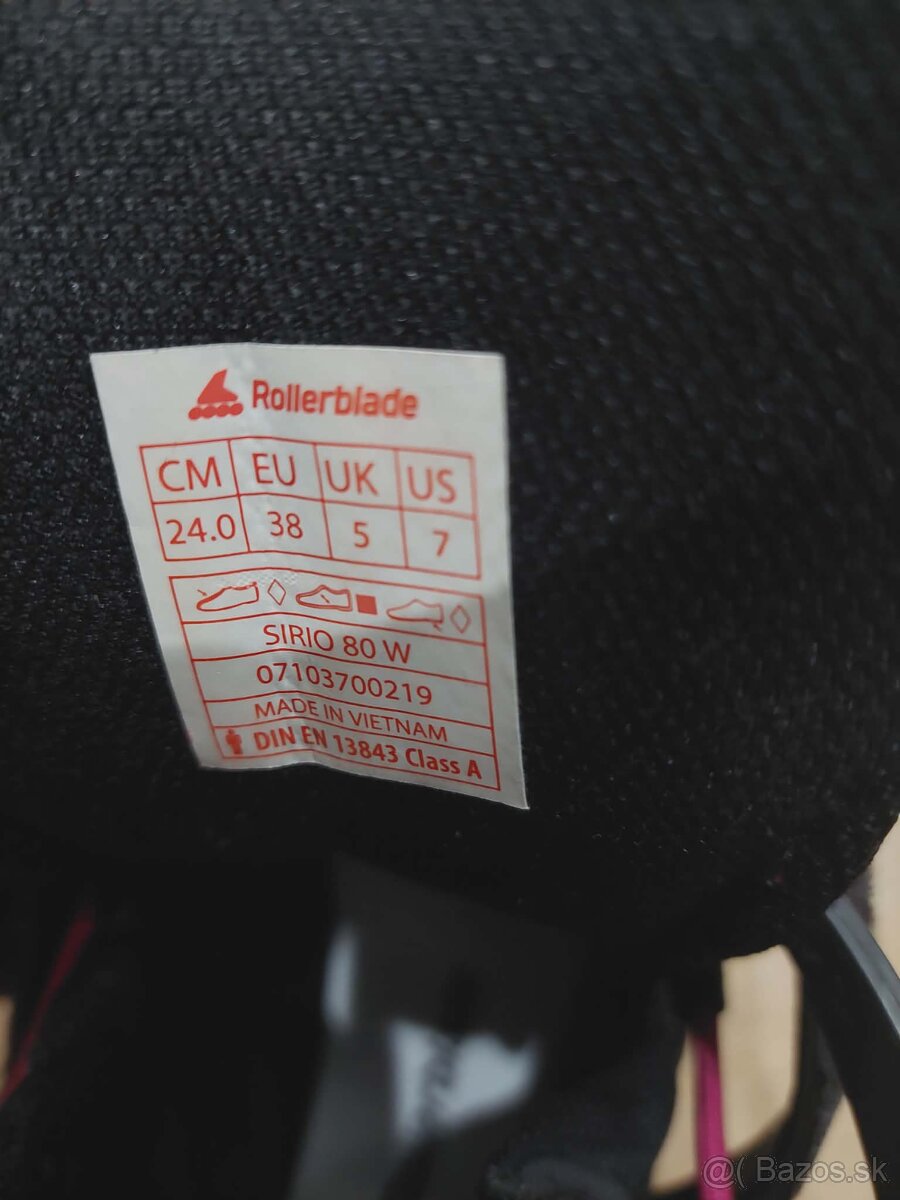 Rollerblade
CM EU UK US
24.0 38 5 7
SIRIO 80 W
07103700219
MADE IN VIETNAM
DIN EN 13843 Class A
@( Bazos.sk